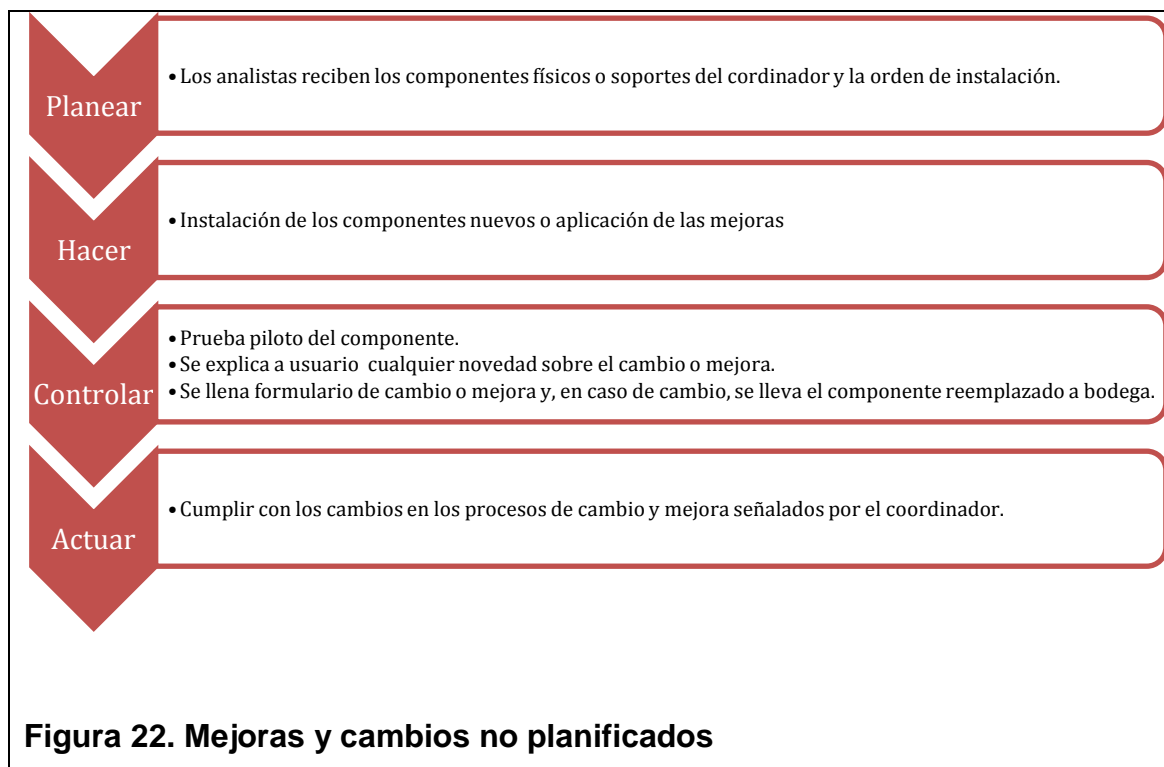 Planear
•Los analistas reciben los componentes físicos o soportes del cordinador y la orden de instalación.
Hacer
•Instalación de los componentes nuevos o aplicación de las mejoras
Controlar
•Prueba piloto del componente.
•Se explica a usuario cualquier novedad sobre el cambio o mejora.
•Se llena formulario de cambio o mejora y, en caso de cambio, se lleva el componente reemplazado a bodega.
Actuar
•Cumplir con los cambios en los procesos de cambio y mejora señalados por el coordinador.
Figura 22. Mejoras y cambios no planificados